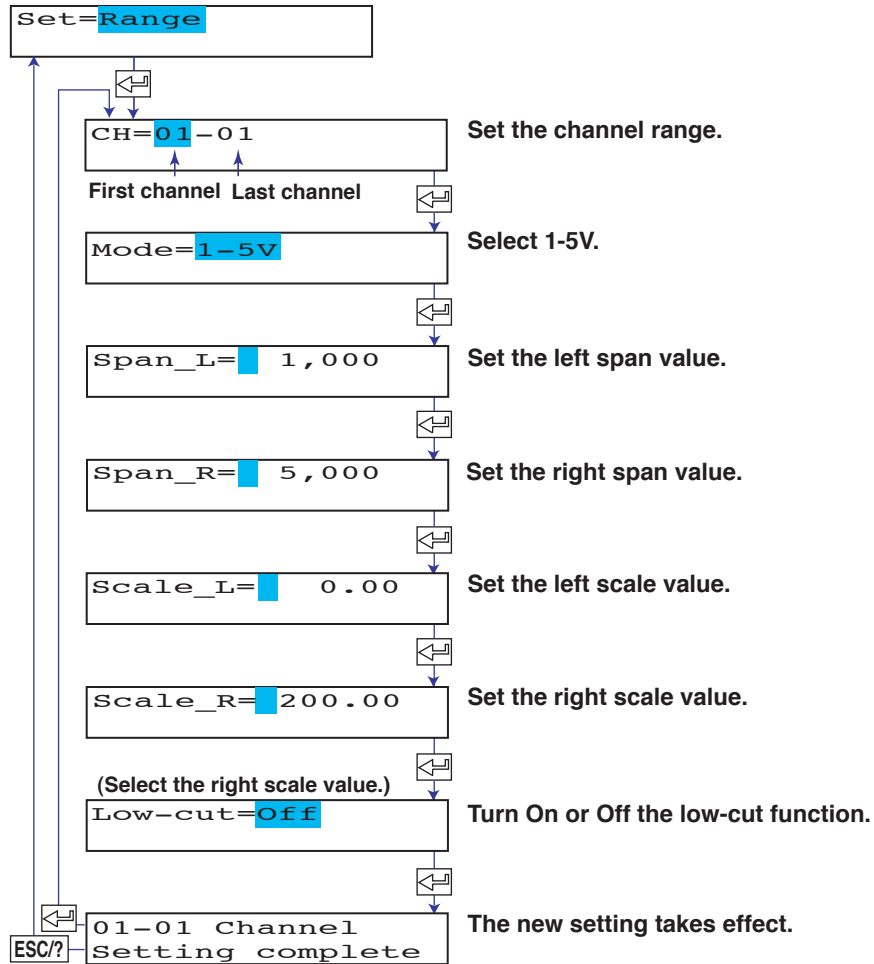 Set=Range
CH=01-01
Set the channel range.
First channel Last channel
Mode=1-5V
Select 1-5V.
Span_L= 1,000
Set the left span value.
Span_R= 5,000
Set the right span value.
Scale_L= 0.00
Set the left scale value.
Scale_R= 200.00
Set the right scale value.
(Select the right scale value.)
Low-cut=Off
Turn On or Off the low-cut function.
01-01 Channel
The new setting takes effect.
ESC/?
Setting complete